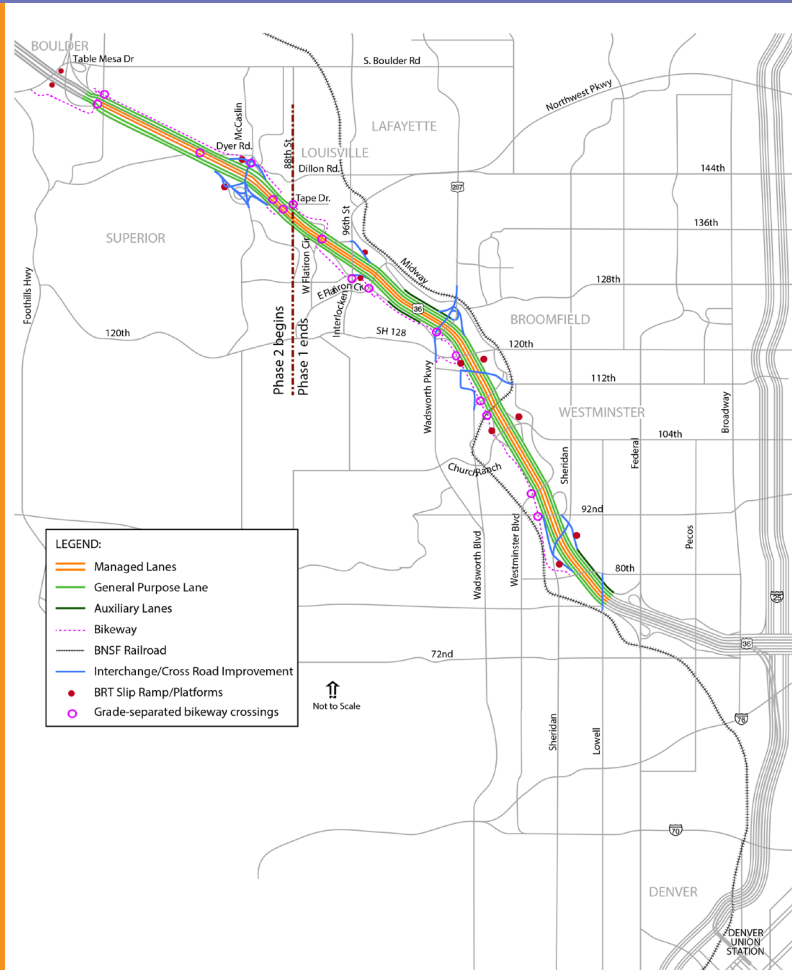 BOULDER
Table Mesa Dr
S. Boulder Rd
Northwest Pkwy
McCaslin
LAFAYETTE
88th St
Dyer Rd.
LOUISVILLE
Dillon Rd.
144th
287
Tape Dr.
96th St
136th
SUPERIOR
W Flatiron Cir
Midway
128th
Foothills Hwy
E Flatiron Cir
Interlocken
36
BROOMFIELD
SH 128
120th
120th
Phase 2 begins
Phase 1 ends
112th
Wadsworth Pkwy
WESTMINSTER
Broadway
104th
Sheridan
Federal
Church Ranch
92nd
Pecos
Wadsworth Blvd
Westminster Blvd
80th
25
36
72nd
LEGEND:
Managed Lanes
General Purpose Lane
Auxiliary Lanes
Bikeway
BNSF Railroad
Interchange/Cross Road Improvement
BRT Slip Ramp/Platforms
Grade-separated bikeway crossings
Not to Scale
Sheridan
Lowell
76
70
DENVER
DENVER
UNION
STATION